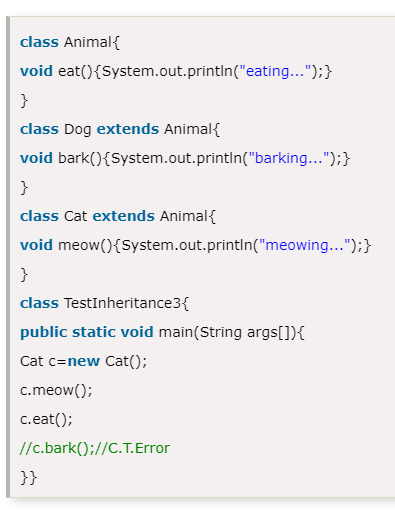 class Animal{
void eat(){System.out.println("eating...");}
}
class Dog extends Animal{
void bark(){System.out.println("barking...");}
}
class Cat extends Animal{
void meow(){System.out.println("meowing...");}
}
class TestInheritance3{
public static void main(String args[]){
Cat c=new Cat();
c.meow();
c.eat();
//c.bark();//C.T.Error
}}